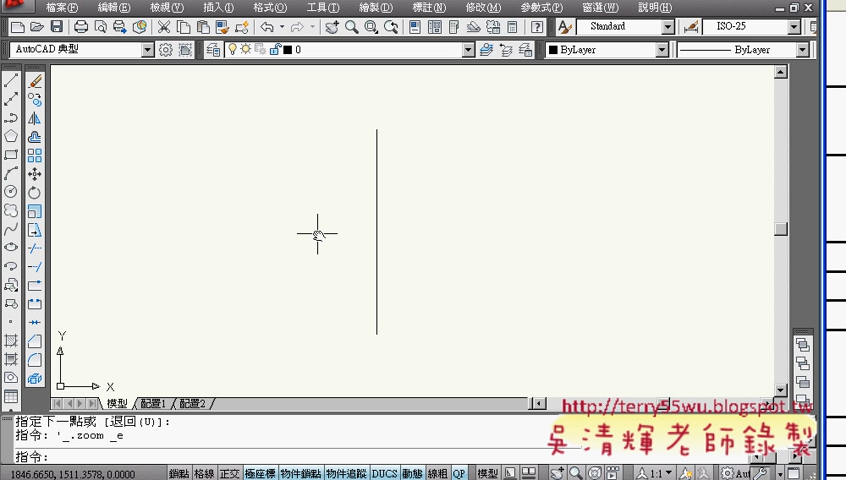 檔案(F) 編輯(E) 檢視(V) 插入(I) 格式(O) 工具(T) 繪製(D) 標註(N) 修改(M) 參數式(P) 視窗(W) 說明(H)
Standard ISO-25
AutoCAD 典型 0 ByLayer ByLayer
Y
X
模型 配置1 配置2
http://terry55wu.blogspot.tw
指定下一點或 [退回(U)]:
指令: '_.zoom _e
吳清輝老師錄製
指令:
1846.6650, 1511.3578, 0.0000 鎖點 格線 正交 極座標 物件鎖點 物件追蹤 DUCS 動態 線粗 QP 模型 1:1